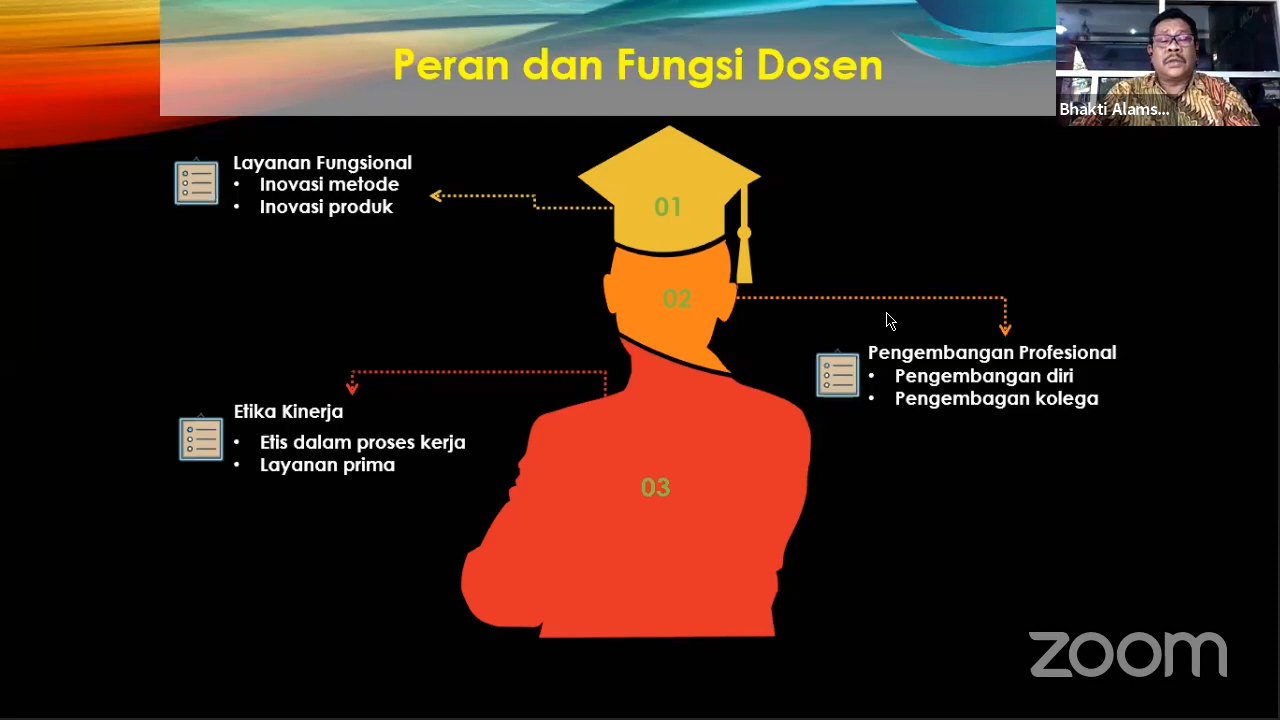 Peran dan Fungsi Dosen
Bhakti Alams...
Layanan Fungsional
• Inovasi metode
• Inovasi produk
01
02
Pengembangan Profesional
• Pengembangan diri
• Pengembagan kolega
Etika Kinerja
• Etis dalam proses kerja
• Layanan prima
03
zoom